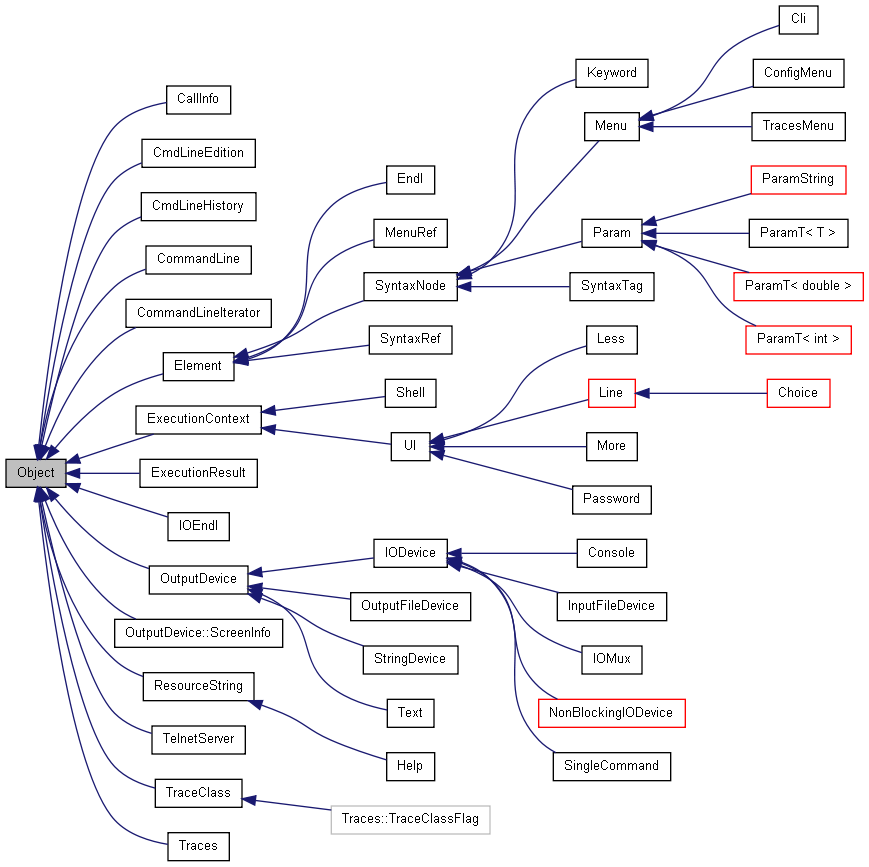 Cli
Keyword
ConfigMenu
CallInfo
Menu
TracesMenu
CmdLineEdition
Endl
ParamString
CmdLineHistory
MenuRef
Param
ParamT< T >
CommandLine
SyntaxNode
SyntaxTag
ParamT< double >
CommandLineIterator
SyntaxRef
Less
ParamT< int >
Element
Shell
Line
Choice
ExecutionContext
UI
More
Object
ExecutionResult
Password
IOEndl
IODevice
Console
OutputDevice
OutputFileDevice
InputFileDevice
OutputDevice::ScreenInfo
StringDevice
IOMux
ResourceString
Text
NonBlockingIODevice
TelnetServer
Help
SingleCommand
TraceClass
Traces::TraceClassFlag
Traces